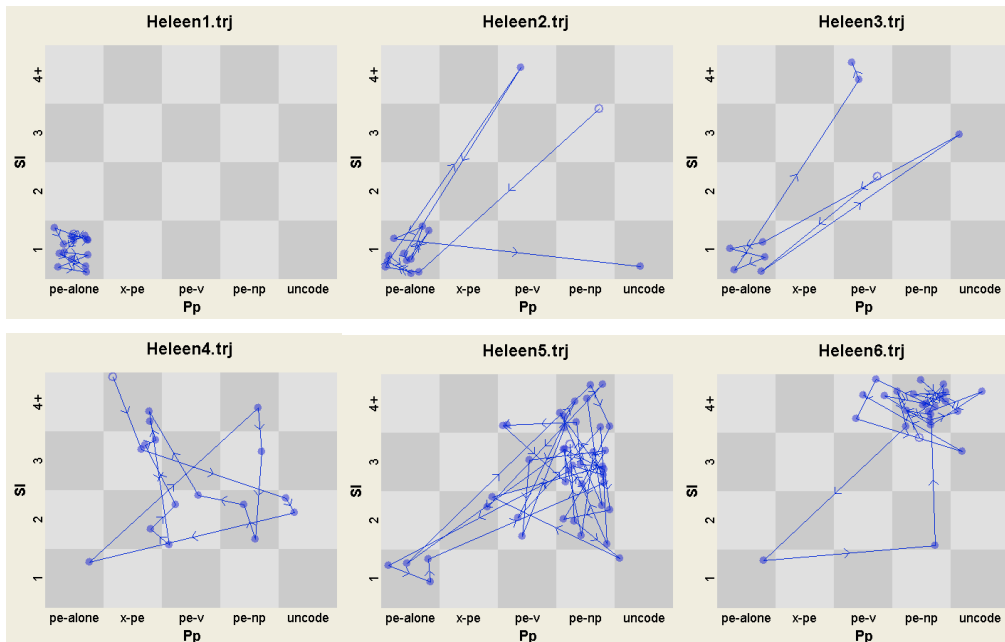 Heleen1.trj
Heleen2.trj
Heleen3.trj
4+
3
2
1
SI
pe-alone x-pe pe-v pe-np uncode
Pp
4+
3
2
1
SI
pe-alone x-pe pe-v pe-np uncode
Pp
4+
3
2
1
SI
pe-alone x-pe pe-v pe-np uncode
Pp
Heleen4.trj
Heleen5.trj
Heleen6.trj
4+
3
2
1
SI
pe-alone x-pe pe-v pe-np uncode
Pp
4+
3
2
1
SI
pe-alone x-pe pe-v pe-np uncode
Pp
4+
3
2
1
SI
pe-alone x-pe pe-v pe-np uncode
Pp